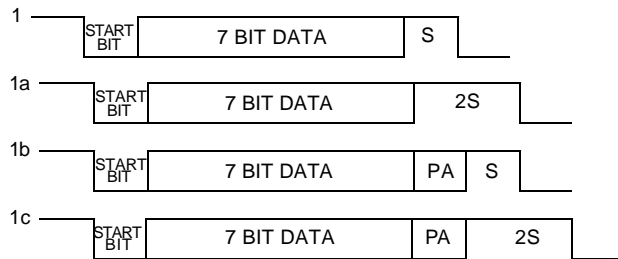 1
START BIT 7 BIT DATA S
1a
START BIT 7 BIT DATA 2S
1b
START BIT 7 BIT DATA PA S
1c
START BIT 7 BIT DATA PA 2S